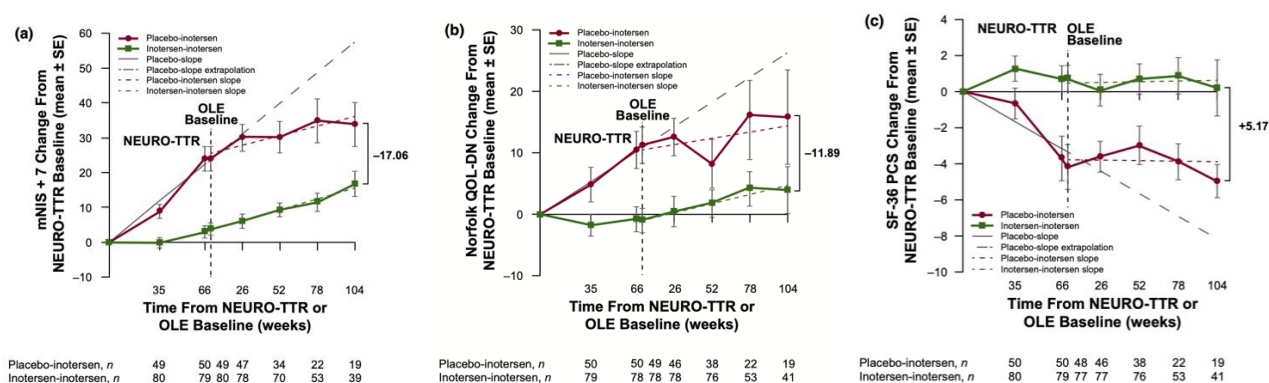 (a)
mNIS + 7 Change From
NEURO-TTR Baseline (mean ± SE)
60
50
40
30
20
10
0
–10
Placebo-inotersen
Inotersen-inotersen
Placebo-slope
Placebo-slope extrapolation
Placebo-inotersen slope
Inotersen-inotersen slope
OLE
Baseline
NEURO-TTR
–17.06
35 66 26 52 78 104
Time From NEURO-TTR or
OLE Baseline (weeks)
Placebo-inotersen, n 49 50 49 47 34 22 19
Inotersen-inotersen, n 80 79 80 78 70 53 39
(b)
Norfolk QOL-DN Change From
NEURO-TTR Baseline (mean ± SE)
30
20
10
0
–10
Placebo-inotersen
Inotersen-inotersen
Placebo-slope
Placebo-slope extrapolation
Placebo-inotersen slope
Inotersen-inotersen slope
OLE
Baseline
NEURO-TTR
–11.89
35 66 26 52 78 104
Time From NEURO-TTR or
OLE Baseline (weeks)
Placebo-inotersen, n 50 50 49 46 38 22 19
Inotersen-inotersen, n 79 78 78 78 76 53 41
(c)
SF-36 PCS Change From
NEURO-TTR Baseline (mean ± SE)
4
2
0
–2
–4
–6
–8
–10
NEURO-TTR OLE
Baseline
+5.17
Placebo-inotersen
Inotersen-inotersen
Placebo-slope
Placebo-slope extrapolation
Placebo-inotersen slope
Inotersen-inotersen slope
35 66 26 52 78 104
Time From NEURO-TTR or
OLE Baseline (weeks)
Placebo-inotersen, n 50 50 48 46 38 22 19
Inotersen-inotersen, n 80 79 77 77 76 53 41